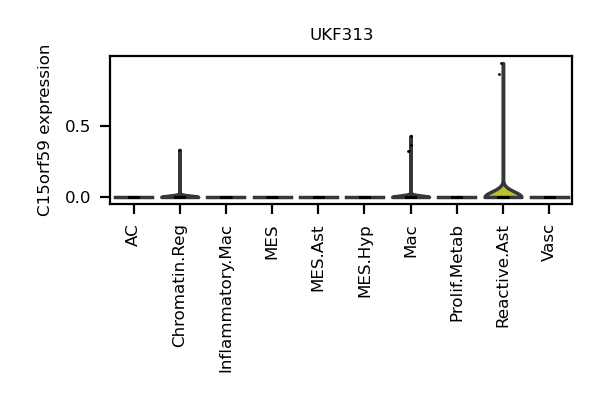 UKF313
C15orf59 expression
0.5
0.0
AC
Chromatin.Reg
Inflammatory.Mac
MES
MES.Ast
MES.Hyp
Mac
Prolif.Metab
Reactive.Ast
Vasc